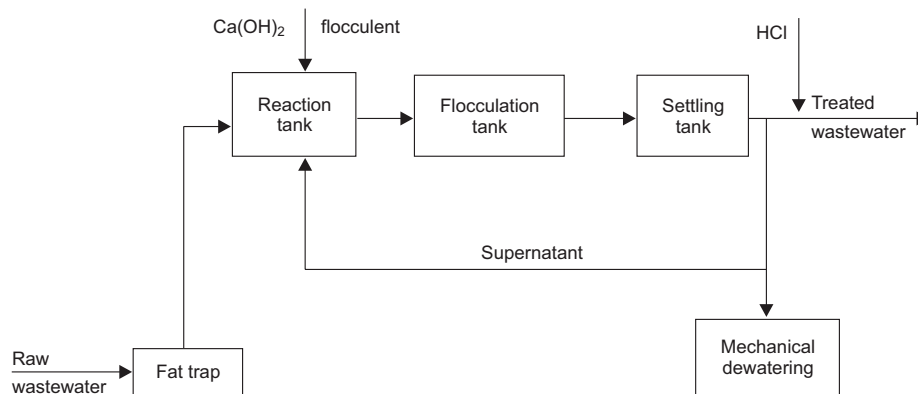 Ca(OH)₂ flocculent
HCl
Reaction
tank
Flocculation
tank
Settling
tank
Treated
wastewater
Supernatant
Raw
wastewater
Fat trap
Mechanical
dewatering